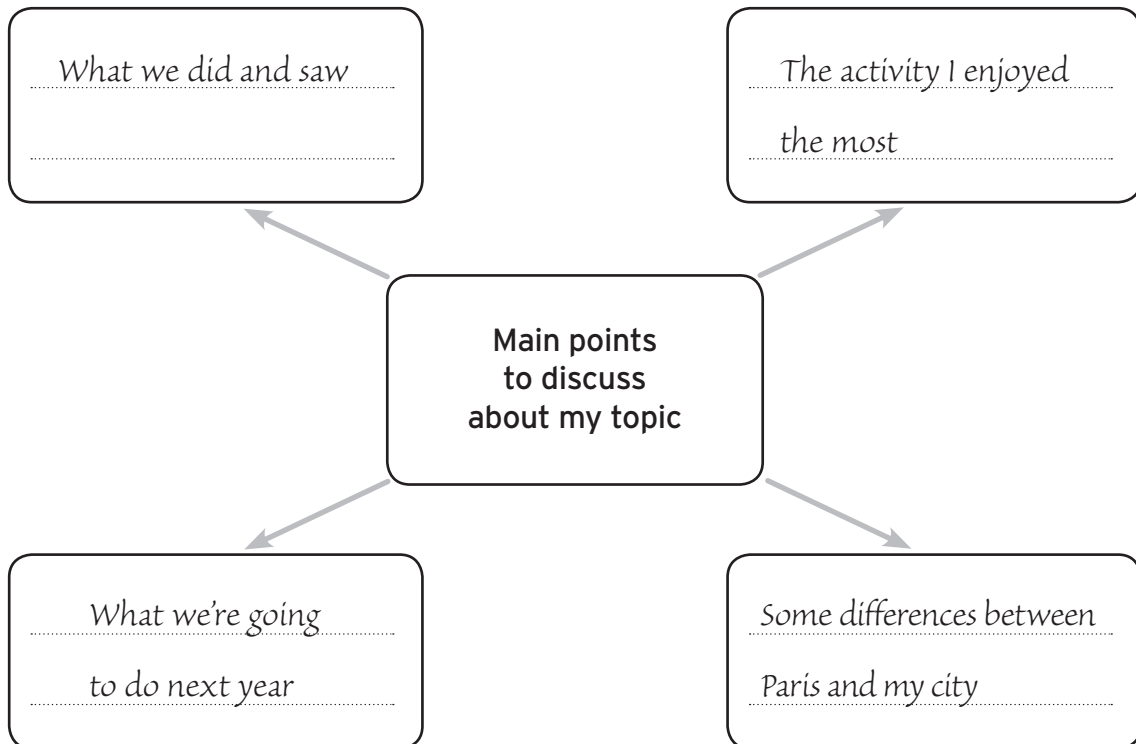 What we did and saw
The activity I enjoyed
the most
Main points
to discuss
about my topic
What we're going
to do next year
Some differences between
Paris and my city